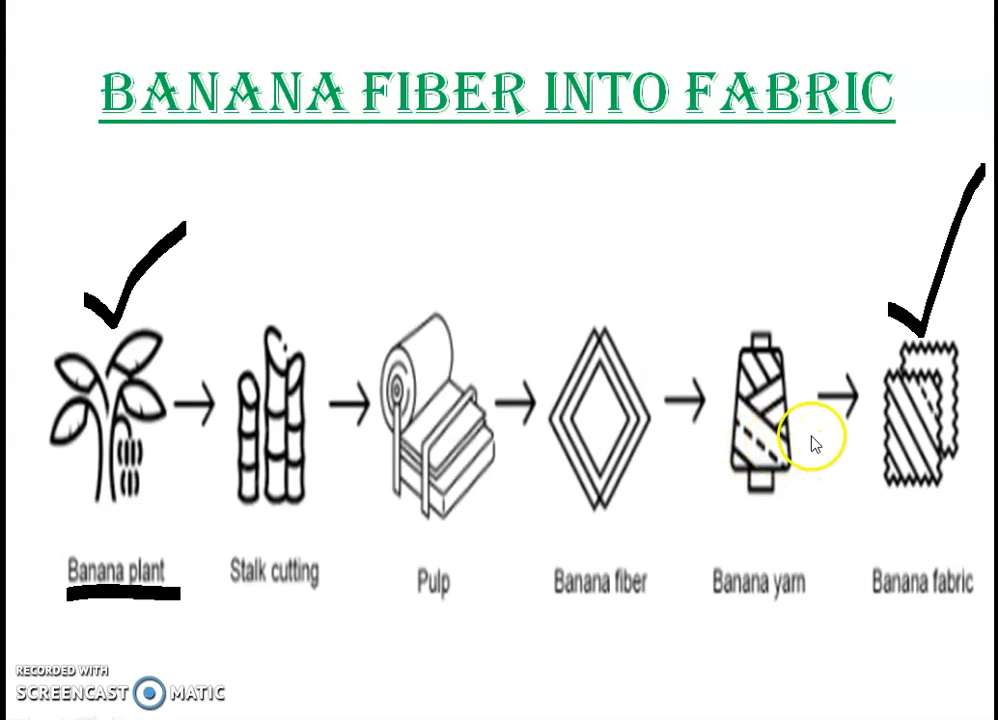 BANANA FIBER INTO FABRIC
Banana plant
Stalk cutting
Pulp
Banana fiber
Banana yarn
Banana fabric
RECORDED WITH
SCREENCAST MATIC